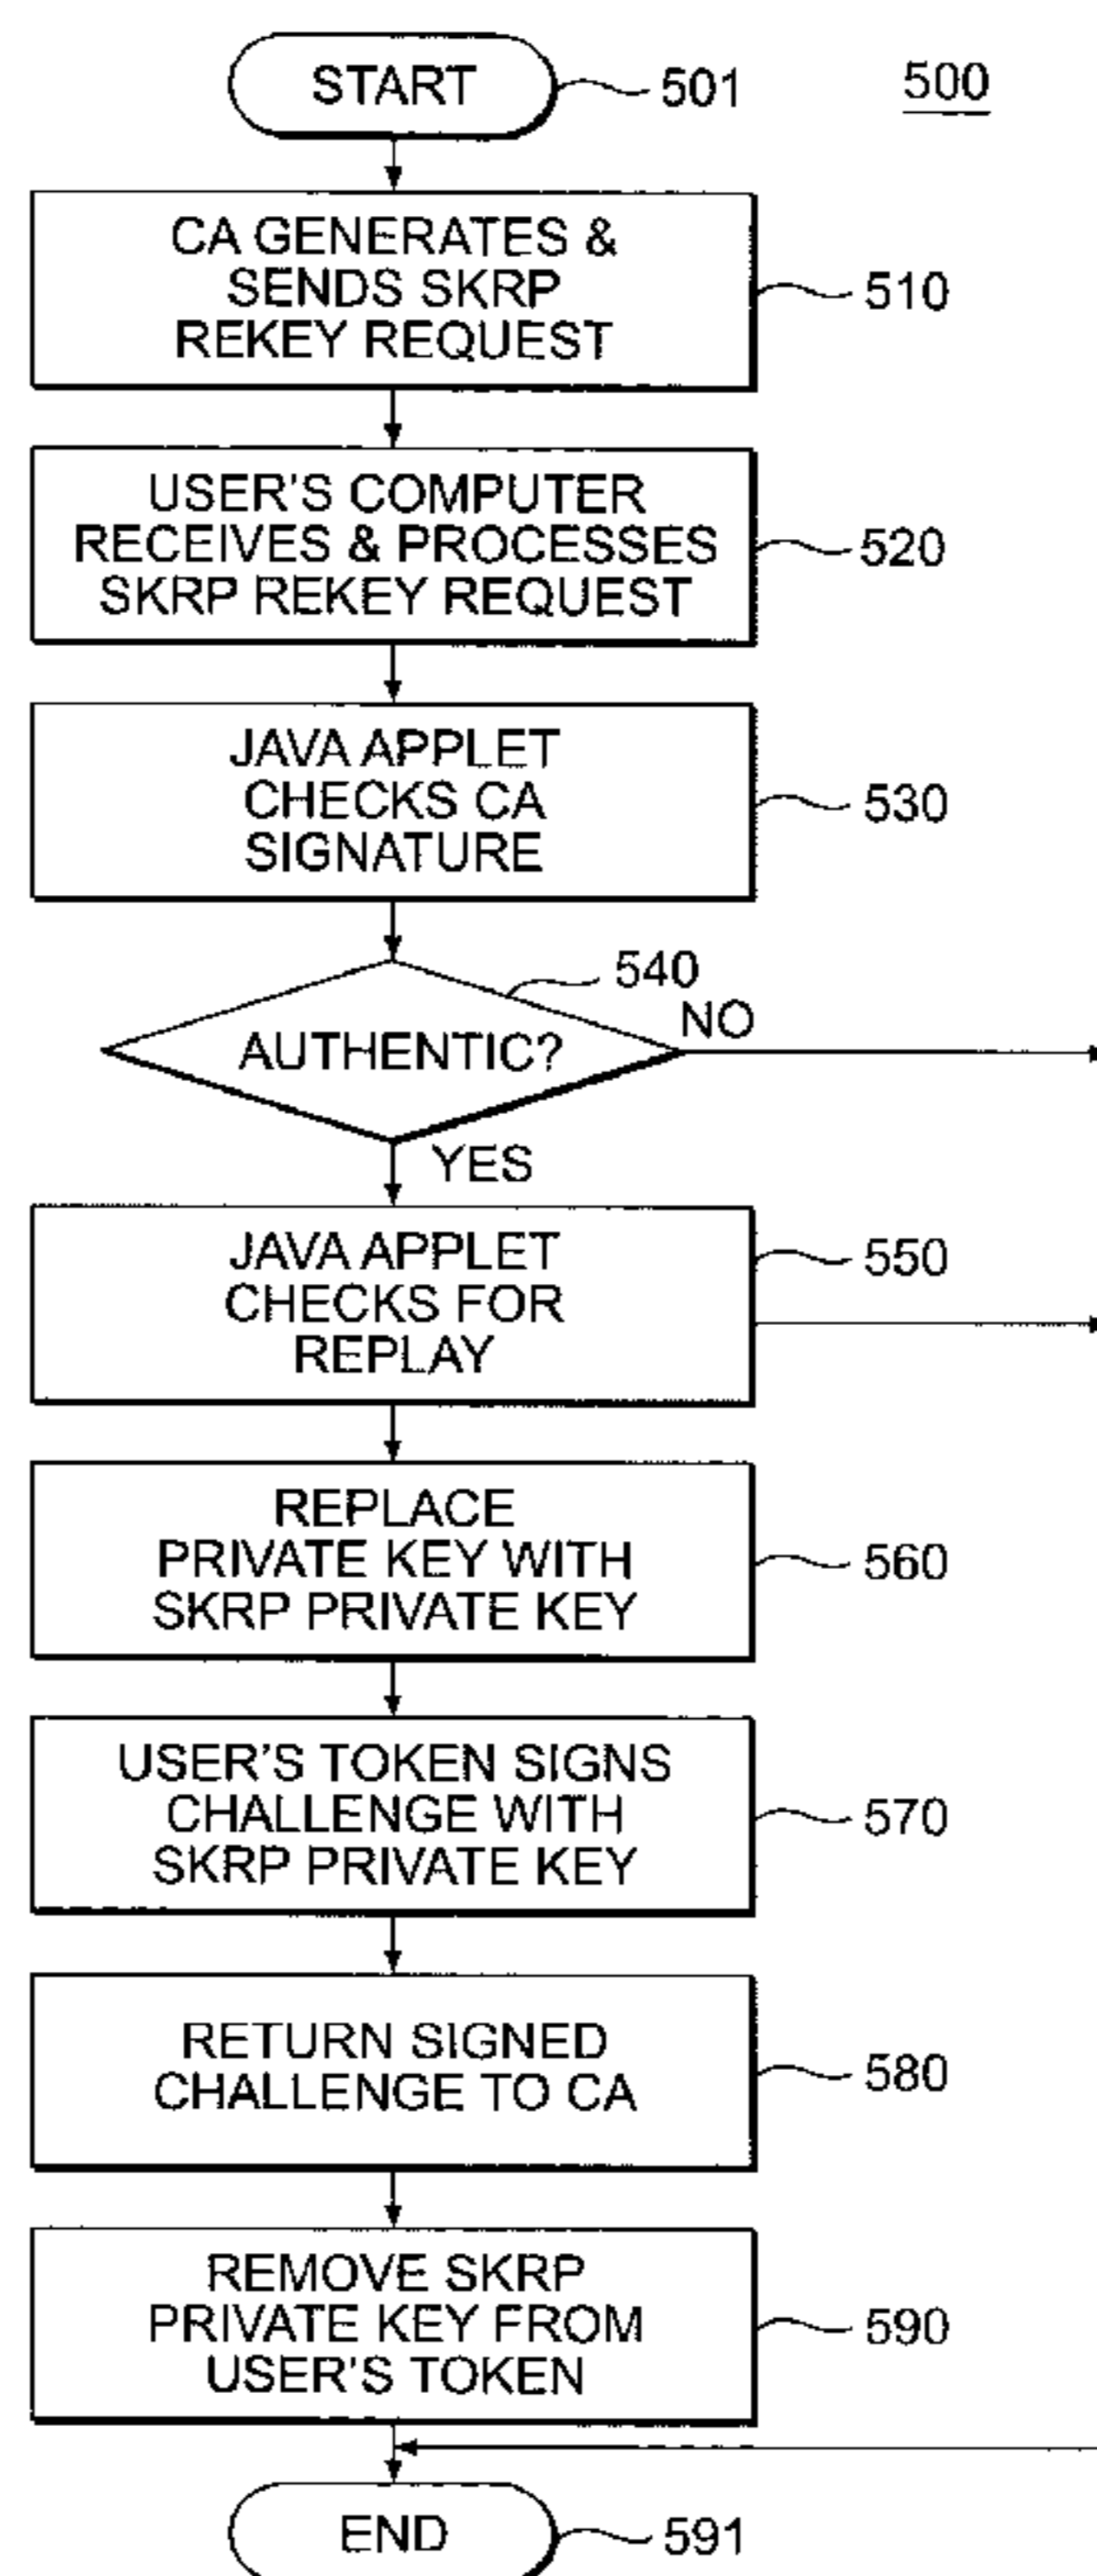 START
501
500
CA GENERATES &
SENDS SKRP
REKEY REQUEST
510
USER'S COMPUTER
RECEIVES & PROCESSES
SKRP REKEY REQUEST
520
JAVA APPLET
CHECKS CA
SIGNATURE
530
540
AUTHENTIC?
NO
YES
JAVA APPLET
CHECKS FOR
REPLAY
550
REPLACE
PRIVATE KEY WITH
SKRP PRIVATE KEY
560
USER'S TOKEN SIGNS
CHALLENGE WITH
SKRP PRIVATE KEY
570
RETURN SIGNED
CHALLENGE TO CA
580
REMOVE SKRP
PRIVATE KEY FROM
USER'S TOKEN
590
END
591